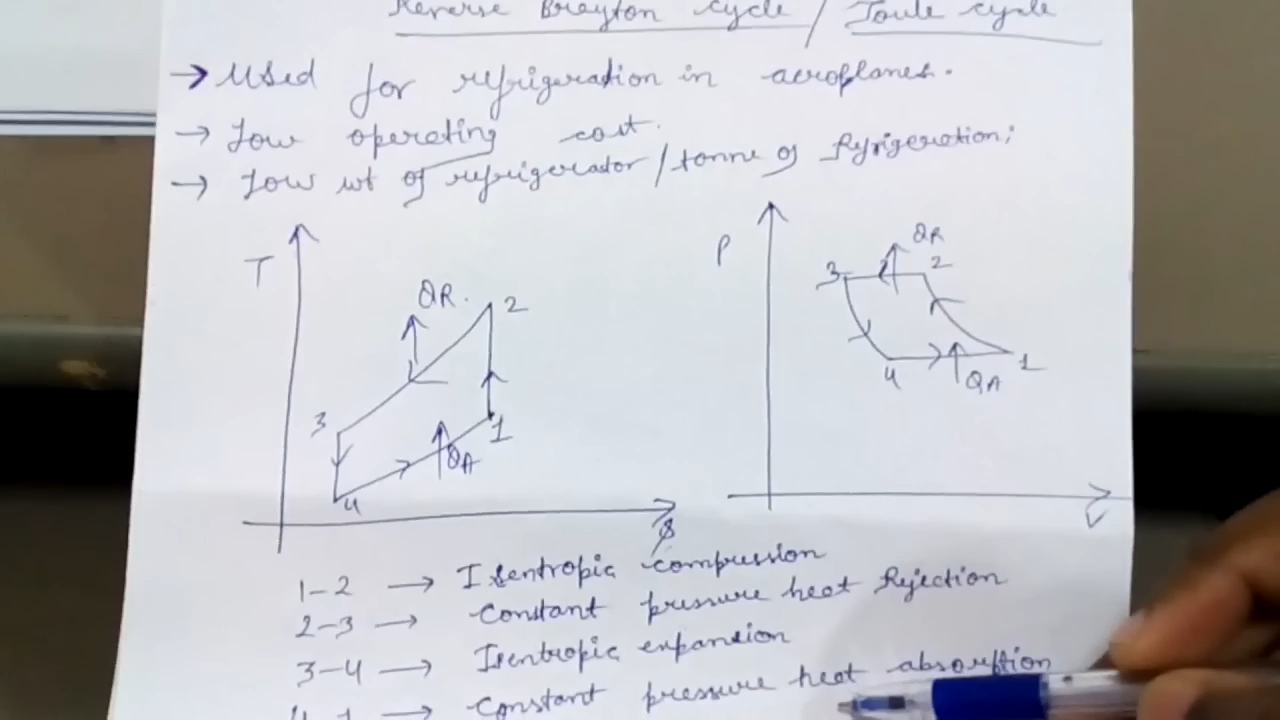 Reverse Brayton cycle / Joule cycle
→ Used for refrigeration in aeroplanes.
→ Low operating cost.
→ Low wt of refrigerator / tonne of Refrigeration;
T
QR.
2
3
1
QA
4
S
P
QR
3
2
4
1
QA
V
1-2 → Isentropic compression
2-3 → Constant pressure heat Rejection
3-4 → Isentropic expansion
4-1 → Constant pressure heat absorption